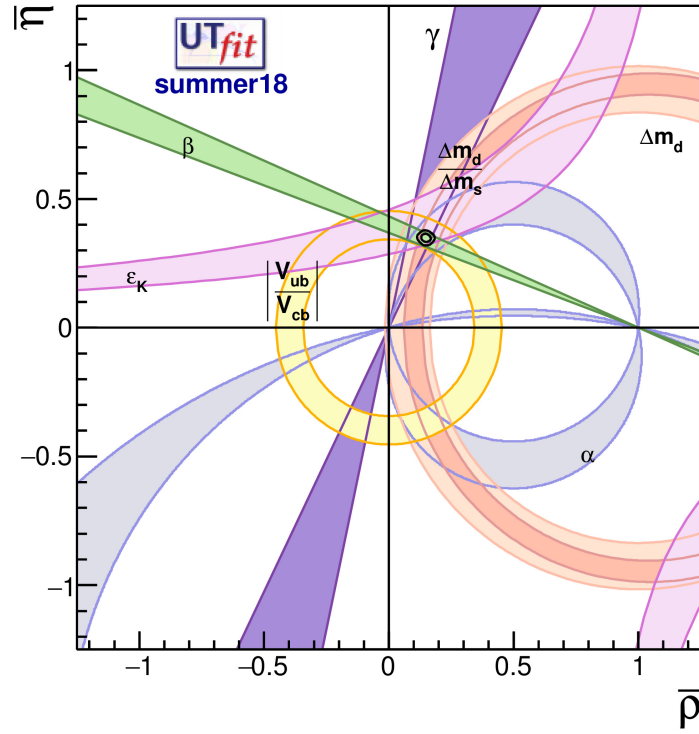 η̅
UTfit
summer18
γ
1
β
Δm_d
Δm_d
Δm_s
0.5
ε_K
V_ub
V_cb
0
−0.5
α
−1
−1
−0.5
0
0.5
1
ρ̅